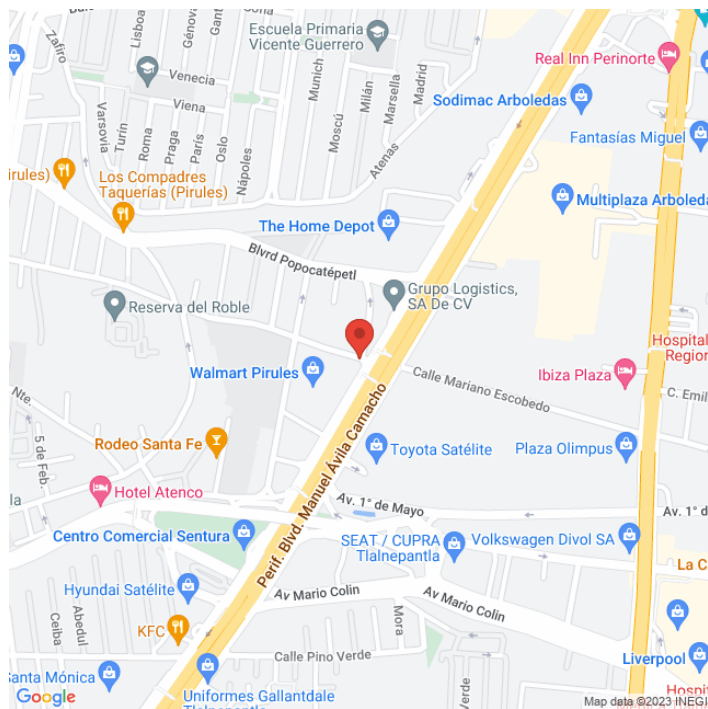 Zafiro
Lisboa
Génova
Escuela Primaria
Vicente Guerrero
Real Inn Perinorte
Venecia
Munich
Milán
Marsella
Madrid
Sodimac Arboledas
Viena
Varsovia
Turín
Roma
Praga
París
Oslo
Nápoles
Moscú
Atenas
Fantasías Miguel
Pirules)
Los Compadres
Taquerías (Pirules)
Multiplaza Arboleda
The Home Depot
Blvrd Popocatépetl
Grupo Logistics,
SA De CV
Reserva del Roble
Hospital
Region
Walmart Pirules
Calle Mariano Escobedo
Ibiza Plaza
C. Emil
Nte.
5 de Feb.
Rodeo Santa Fe
Perif. Blvd. Manuel Ávila Camacho
Toyota Satélite
Plaza Olimpus
Hotel Atenco
Av. 1° de Mayo
Av. 1° de
Centro Comercial Sentura
SEAT / CUPRA
Tlalnepantla
Volkswagen Divol SA
La C
Hyundai Satélite
Av Mario Colin
Av Mario Colin
Ceiba
Abedul
KFC
Mora
Calle Pino Verde
Liverpool
Santa Mónica
Uniformes Gallantdale
Tlalnepantla
Verde
Hospit
Google
Map data ©2023 INEGI